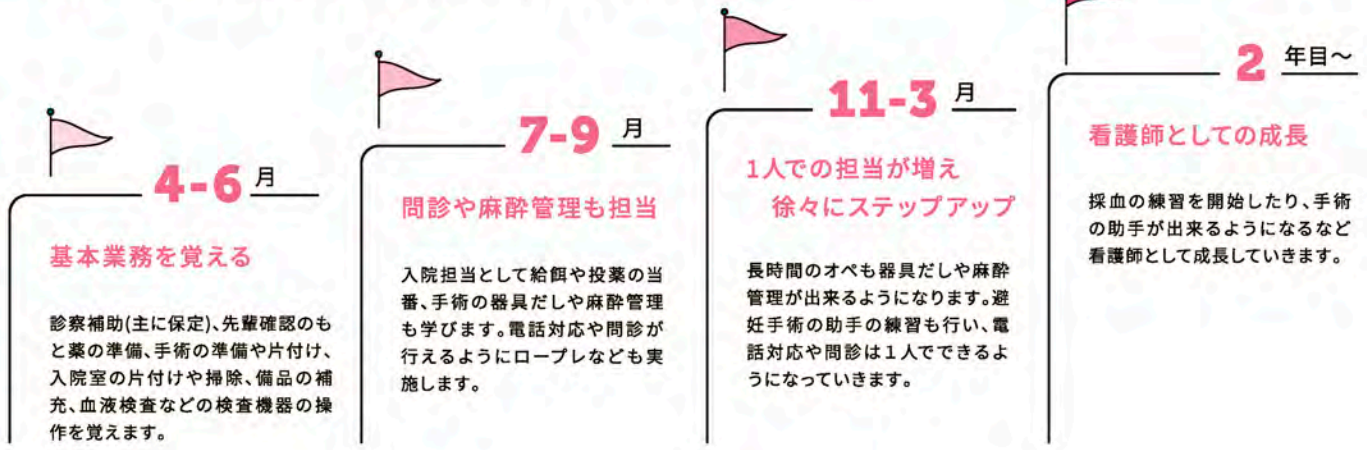 4-6 月
基本業務を覚える
診察補助(主に保定)、先輩確認のも
と薬の準備、手術の準備や片付け、
入院室の片付けや掃除、備品の補
充、血液検査などの検査機器の操
作を覚えます。
7-9 月
問診や麻酔管理も担当
入院担当として給餌や投薬の当
番、手術の器具だしや麻酔管理
も学びます。電話対応や問診が
行えるようにロープレなども実
施します。
11-3 月
1人での担当が増え
徐々にステップアップ
長時間のオペも器具だしや麻酔
管理が出来るようになります。避
妊手術の助手の練習も行い、電
話対応や問診は1人でできるよ
うになっていきます。
2 年目〜
看護師としての成長
採血の練習を開始したり、手術
の助手が出来るようになるなど
看護師として成長していきます。